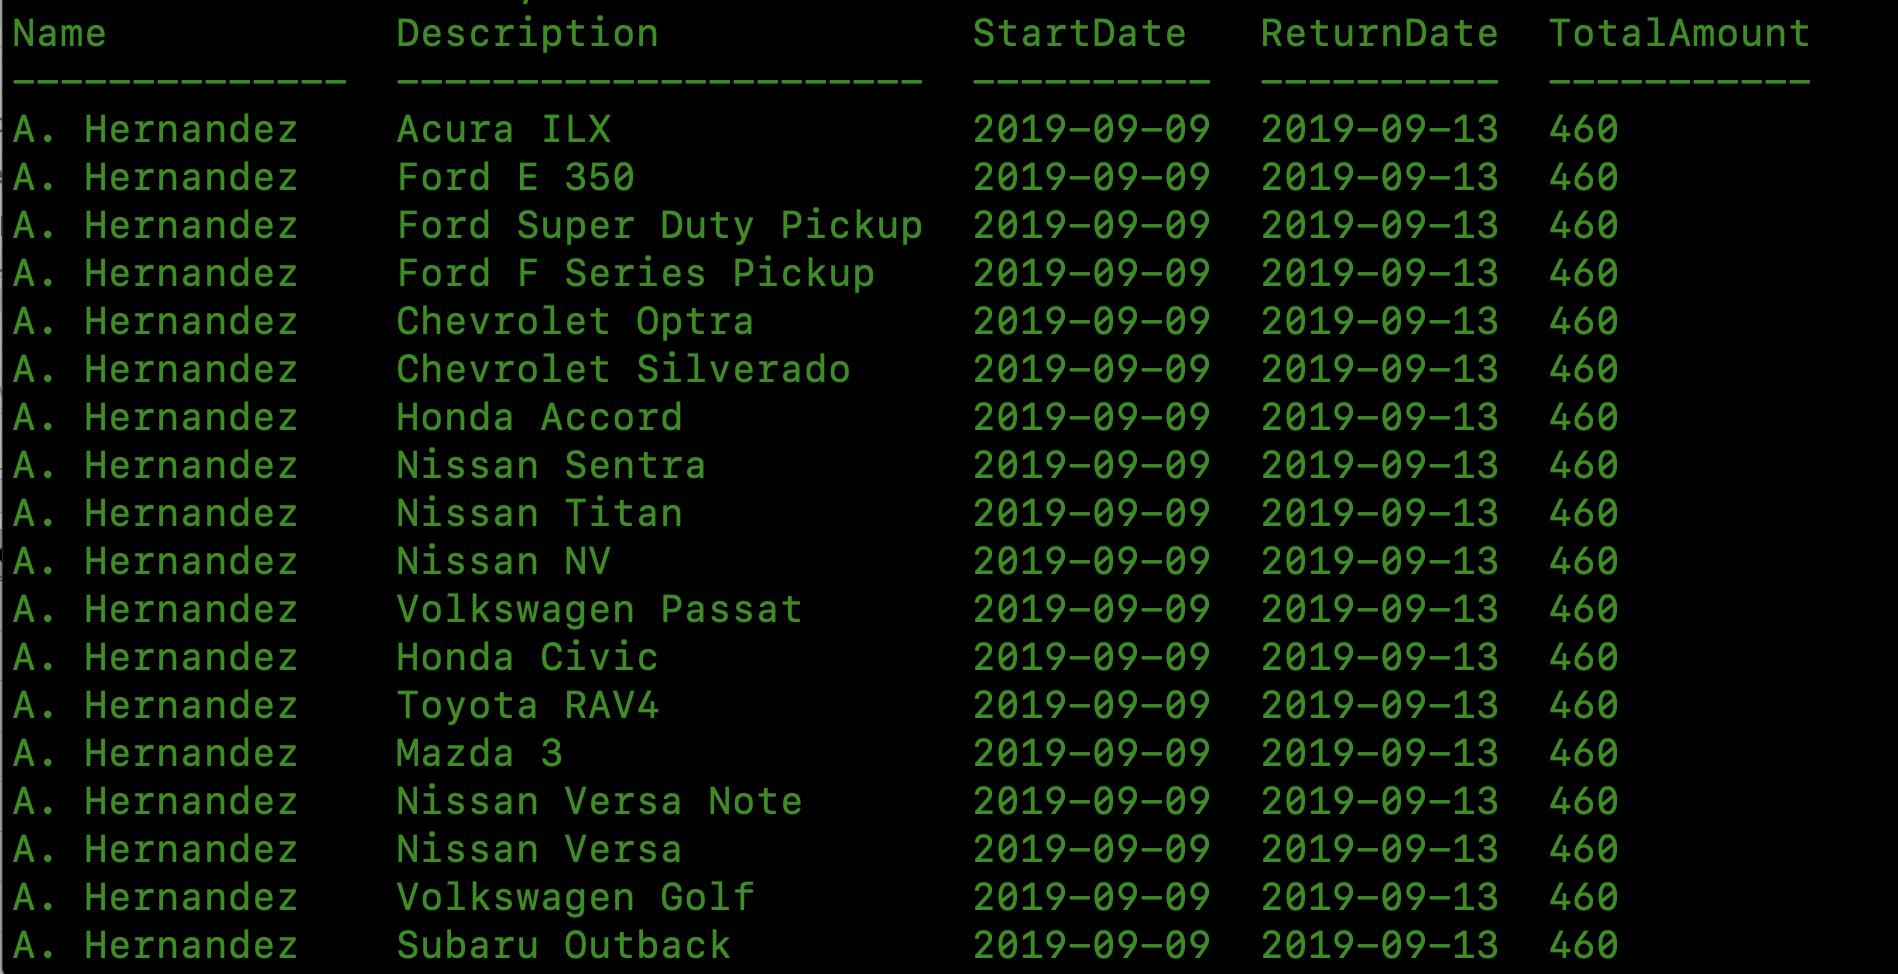 Name Description StartDate ReturnDate TotalAmount
-------------- ---------------------- ---------- ---------- -----------
A. Hernandez Acura ILX 2019-09-09 2019-09-13 460
A. Hernandez Ford E 350 2019-09-09 2019-09-13 460
A. Hernandez Ford Super Duty Pickup 2019-09-09 2019-09-13 460
A. Hernandez Ford F Series Pickup 2019-09-09 2019-09-13 460
A. Hernandez Chevrolet Optra 2019-09-09 2019-09-13 460
A. Hernandez Chevrolet Silverado 2019-09-09 2019-09-13 460
A. Hernandez Honda Accord 2019-09-09 2019-09-13 460
A. Hernandez Nissan Sentra 2019-09-09 2019-09-13 460
A. Hernandez Nissan Titan 2019-09-09 2019-09-13 460
A. Hernandez Nissan NV 2019-09-09 2019-09-13 460
A. Hernandez Volkswagen Passat 2019-09-09 2019-09-13 460
A. Hernandez Honda Civic 2019-09-09 2019-09-13 460
A. Hernandez Toyota RAV4 2019-09-09 2019-09-13 460
A. Hernandez Mazda 3 2019-09-09 2019-09-13 460
A. Hernandez Nissan Versa Note 2019-09-09 2019-09-13 460
A. Hernandez Nissan Versa 2019-09-09 2019-09-13 460
A. Hernandez Volkswagen Golf 2019-09-09 2019-09-13 460
A. Hernandez Subaru Outback 2019-09-09 2019-09-13 460